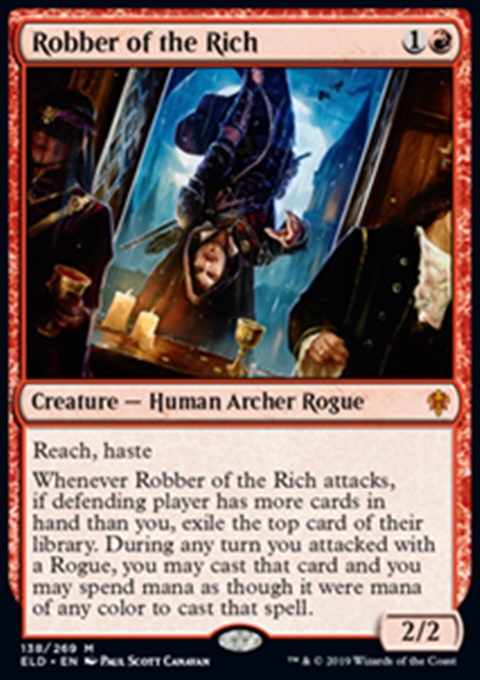 Robber of the Rich 1
Creature — Human Archer Rogue
Reach, haste
Whenever Robber of the Rich attacks,
if defending player has more cards in
hand than you, exile the top card of their
library. During any turn you attacked with
a Rogue, you may cast that card and you
may spend mana as though it were mana
of any color to cast that spell.
2/2
138/269 M
ELD • EN Paul Scott Canavan
™ & © 2019 Wizards of the Coast